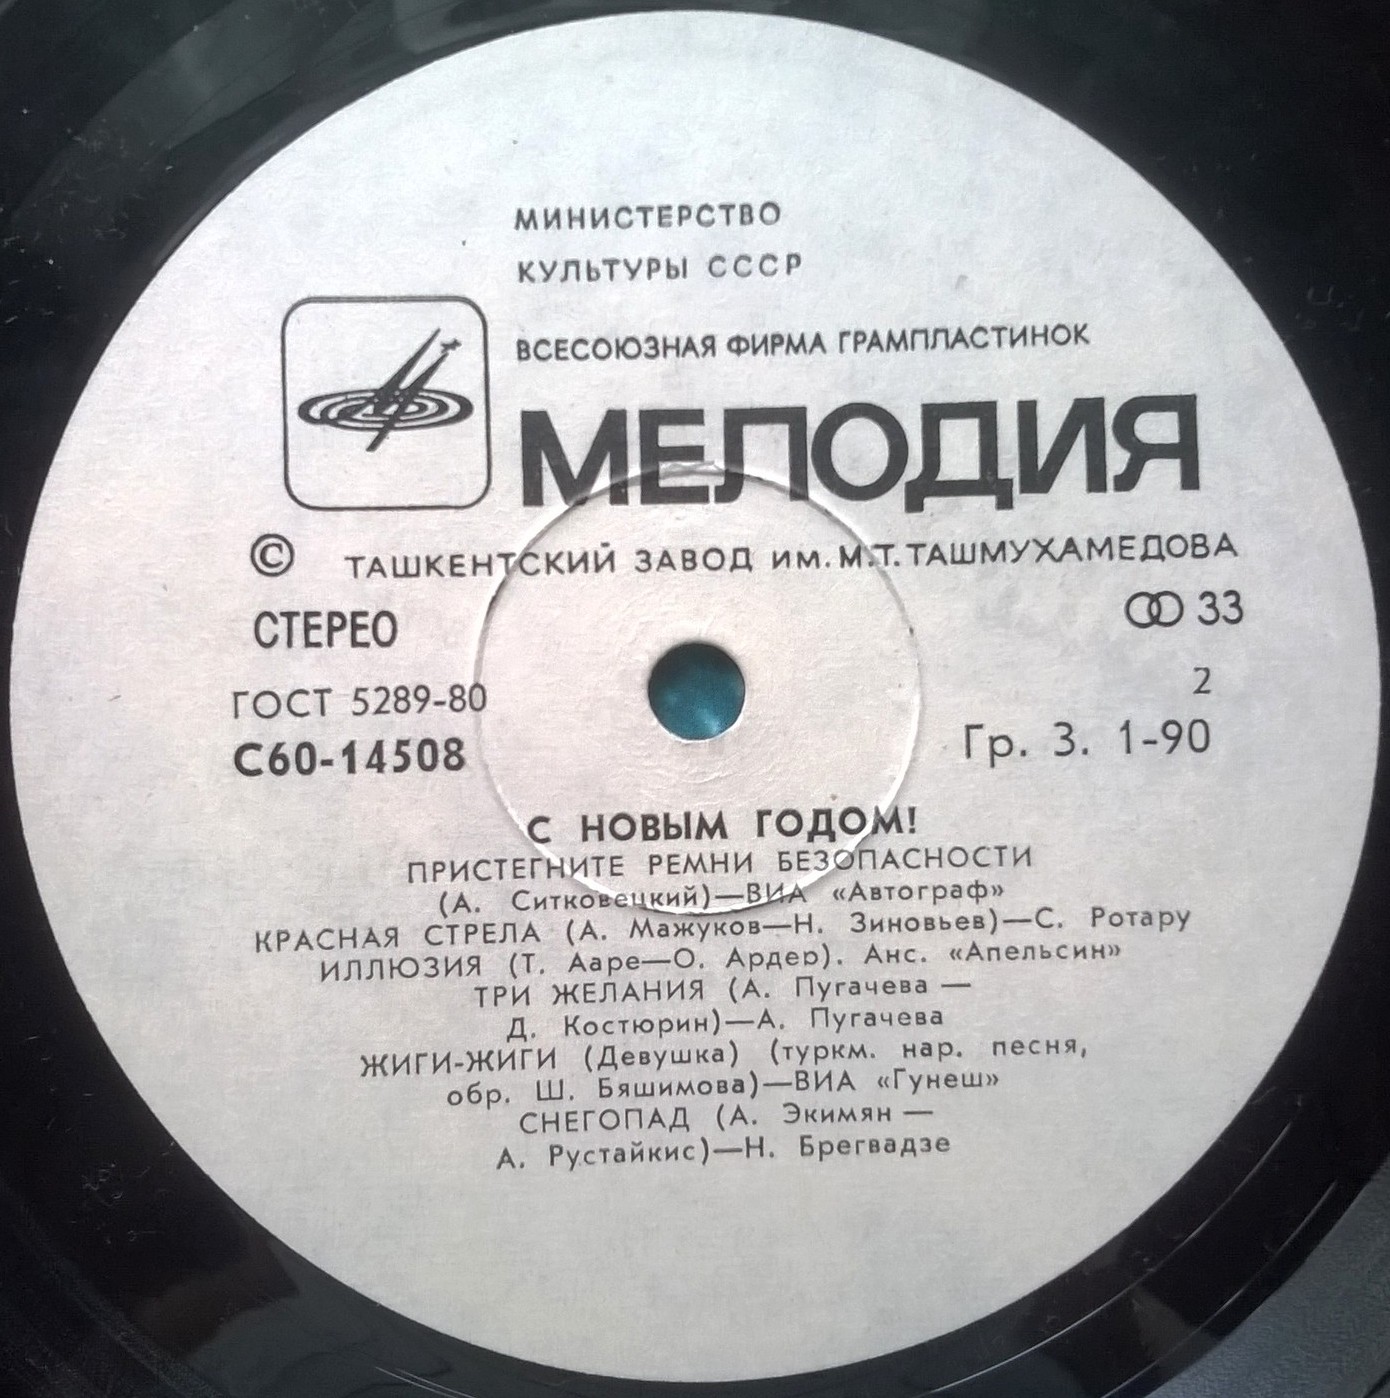 МИНИСТЕРСТВО
КУЛЬТУРЫ СССР
ВСЕСОЮЗНАЯ ФИРМА ГРАМПЛАСТИНОК
МЕЛОДИЯ
© ТАШКЕНТСКИЙ ЗАВОД им. М.Т. ТАШМУХАМЕДОВА
СТЕРЕО
33
ГОСТ 5289-80
2
С60-14508
Гр. 3. 1-90
С НОВЫМ ГОДОМ!
ПРИСТЕГНИТЕ РЕМНИ БЕЗОПАСНОСТИ
(А. Ситковецкий)—ВИА «Автограф»
КРАСНАЯ СТРЕЛА (А. Мажуков—Н. Зиновьев)—С. Ротару
ИЛЛЮЗИЯ (Т. Ааре—О. Ардер). Анс. «Апельсин»
ТРИ ЖЕЛАНИЯ (А. Пугачева —
Д. Костюрин)—А. Пугачева
ЖИГИ-ЖИГИ (Девушка) (туркм. нар. песня,
обр. Ш. Бяшимова)—ВИА «Гунеш»
СНЕГОПАД (А. Экимян —
А. Рустайкис)—Н. Брегвадзе